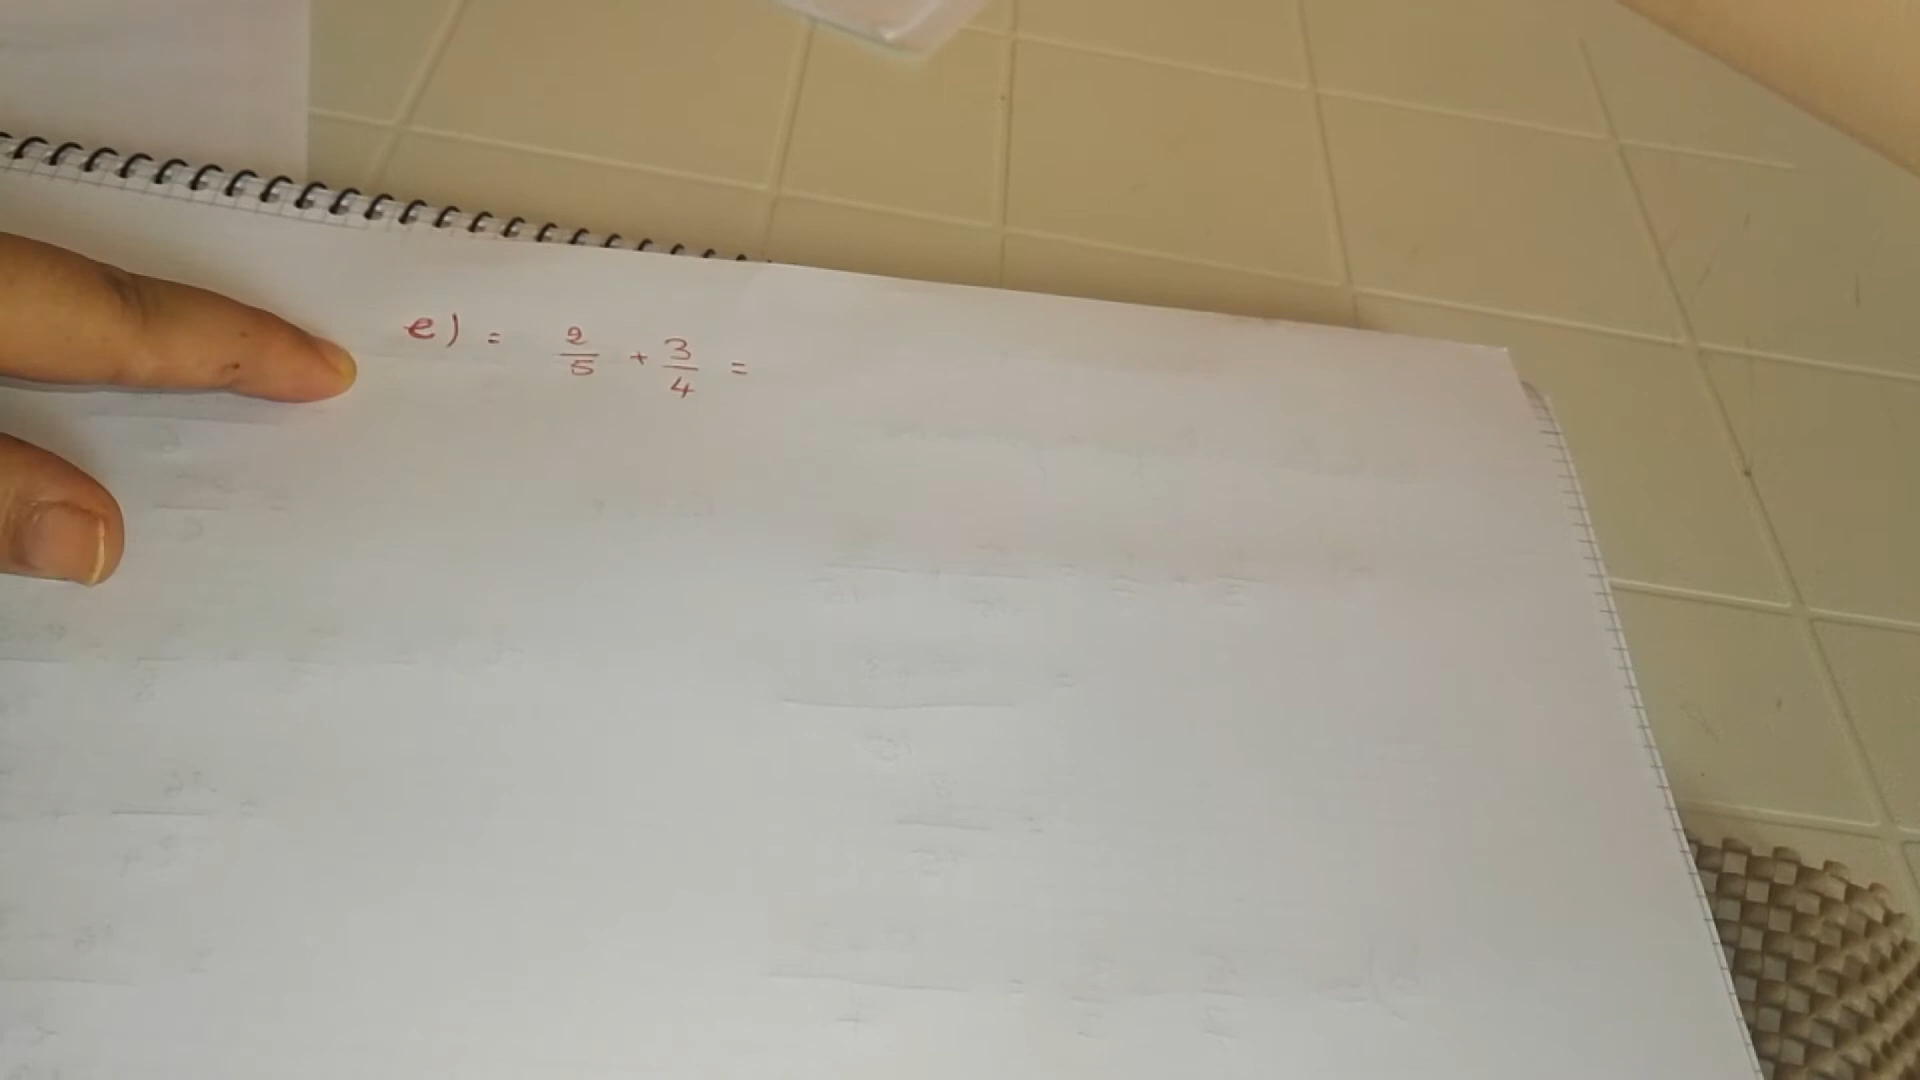 e) = 2/5 + 3/4 =